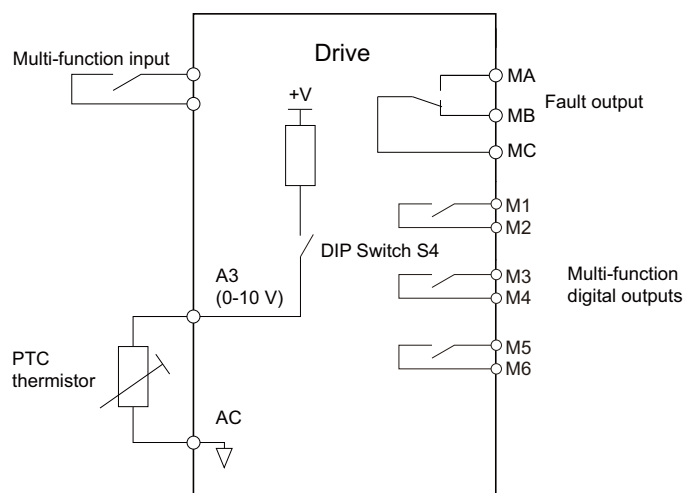 Multi-function input
Drive
+V
MA
MB
Fault output
MC
M1
M2
DIP Switch S4
A3
(0-10 V)
M3
M4
Multi-function
digital outputs
M5
M6
PTC
thermistor
AC